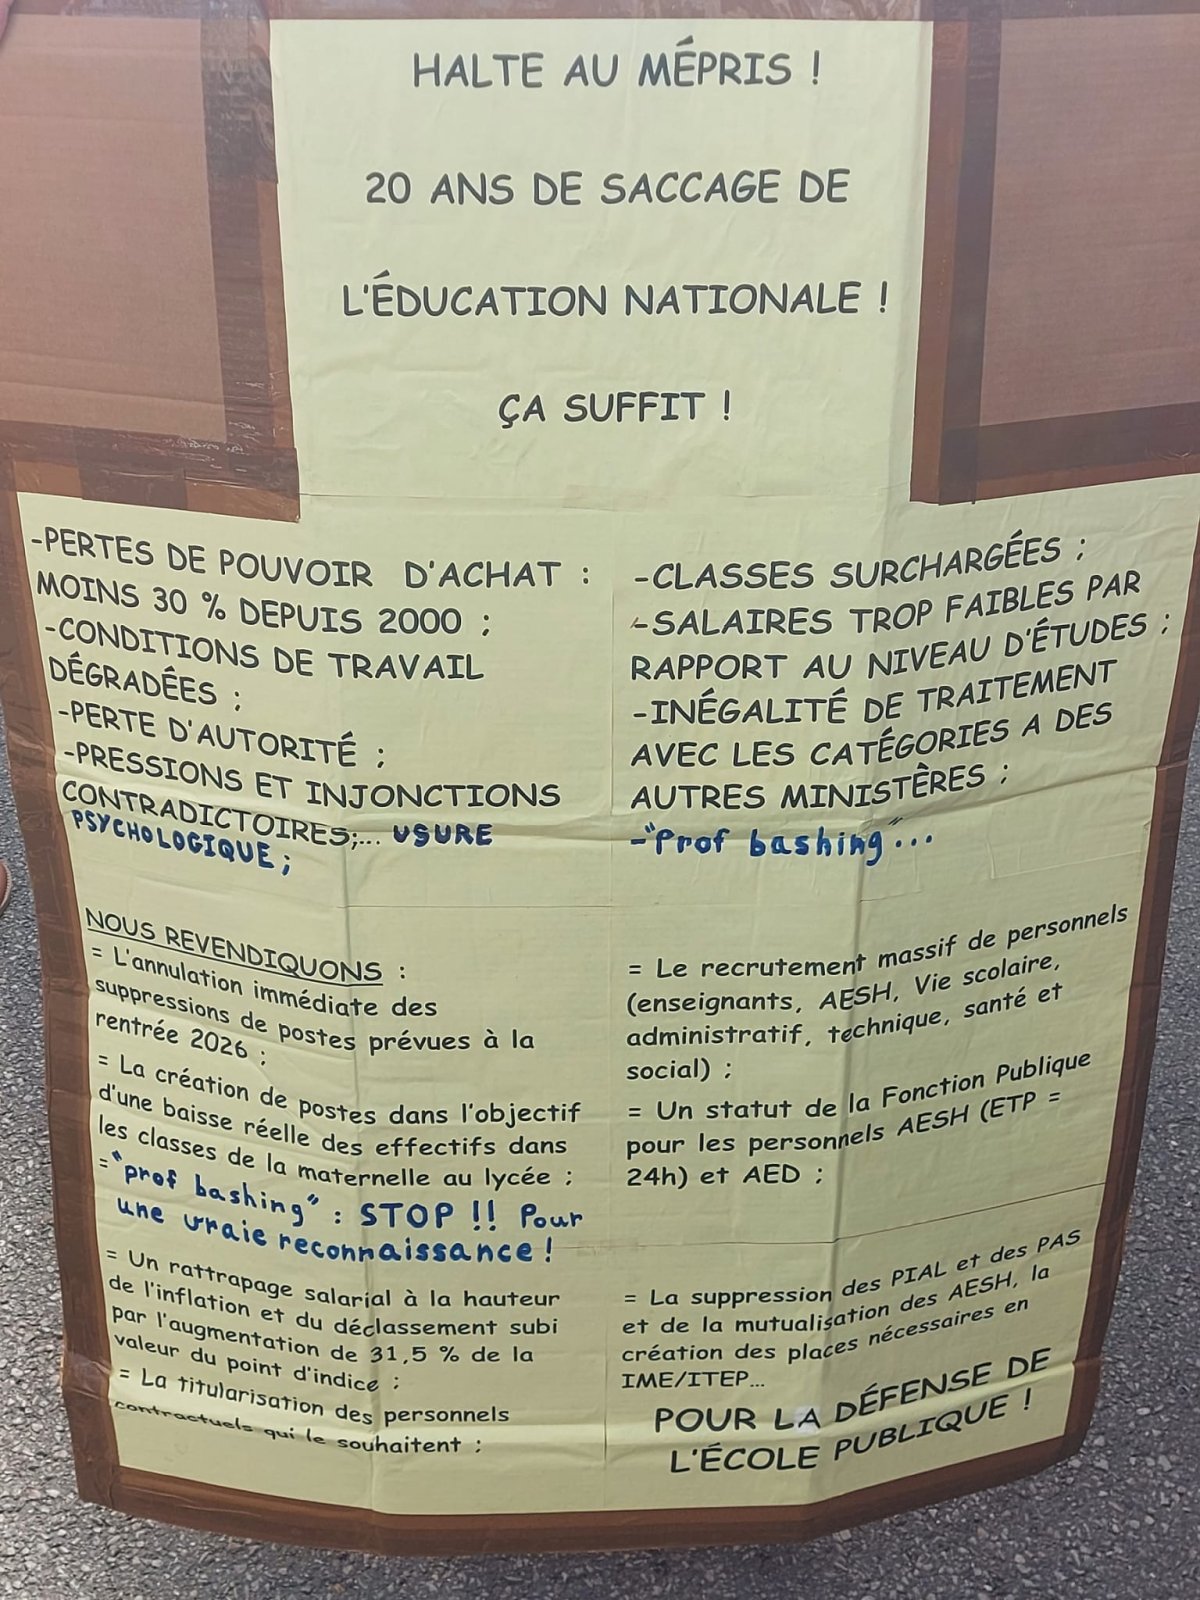 HALTE AU MÉPRIS !
20 ANS DE SACCAGE DE
L'ÉDUCATION NATIONALE !
ÇA SUFFIT !
-PERTES DE POUVOIR D'ACHAT :
MOINS 30 % DEPUIS 2000 ;
-CONDITIONS DE TRAVAIL
DÉGRADÉES ;
-PERTE D'AUTORITÉ ;
-PRESSIONS ET INJONCTIONS
CONTRADICTOIRES;... USURE
PSYCHOLOGIQUE ;
-CLASSES SURCHARGÉES ;
-SALAIRES TROP FAIBLES PAR
RAPPORT AU NIVEAU D'ÉTUDES ;
-INÉGALITÉ DE TRAITEMENT
AVEC LES CATÉGORIES A DES
AUTRES MINISTÈRES ;
-"Prof bashing"...
NOUS REVENDIQUONS :
= L'annulation immédiate des
suppressions de postes prévues à la
rentrée 2026 ;
= La création de postes dans l'objectif
d'une baisse réelle des effectifs dans
les classes de la maternelle au lycée ;
="prof bashing" : STOP !! Pour
une vraie reconnaissance !
= Un rattrapage salarial à la hauteur
de l'inflation et du déclassement subi
par l'augmentation de 31,5 % de la
valeur du point d'indice ;
= La titularisation des personnels
contractuels qui le souhaitent ;
= Le recrutement massif de personnels
(enseignants, AESH, Vie scolaire,
administratif, technique, santé et
social) ;
= Un statut de la Fonction Publique
pour les personnels AESH (ETP =
24h) et AED ;
= La suppression des PIAL et des PAS
et de la mutualisation des AESH, la
création des places nécessaires en
IME/ITEP...
POUR LA DÉFENSE DE
L'ÉCOLE PUBLIQUE !